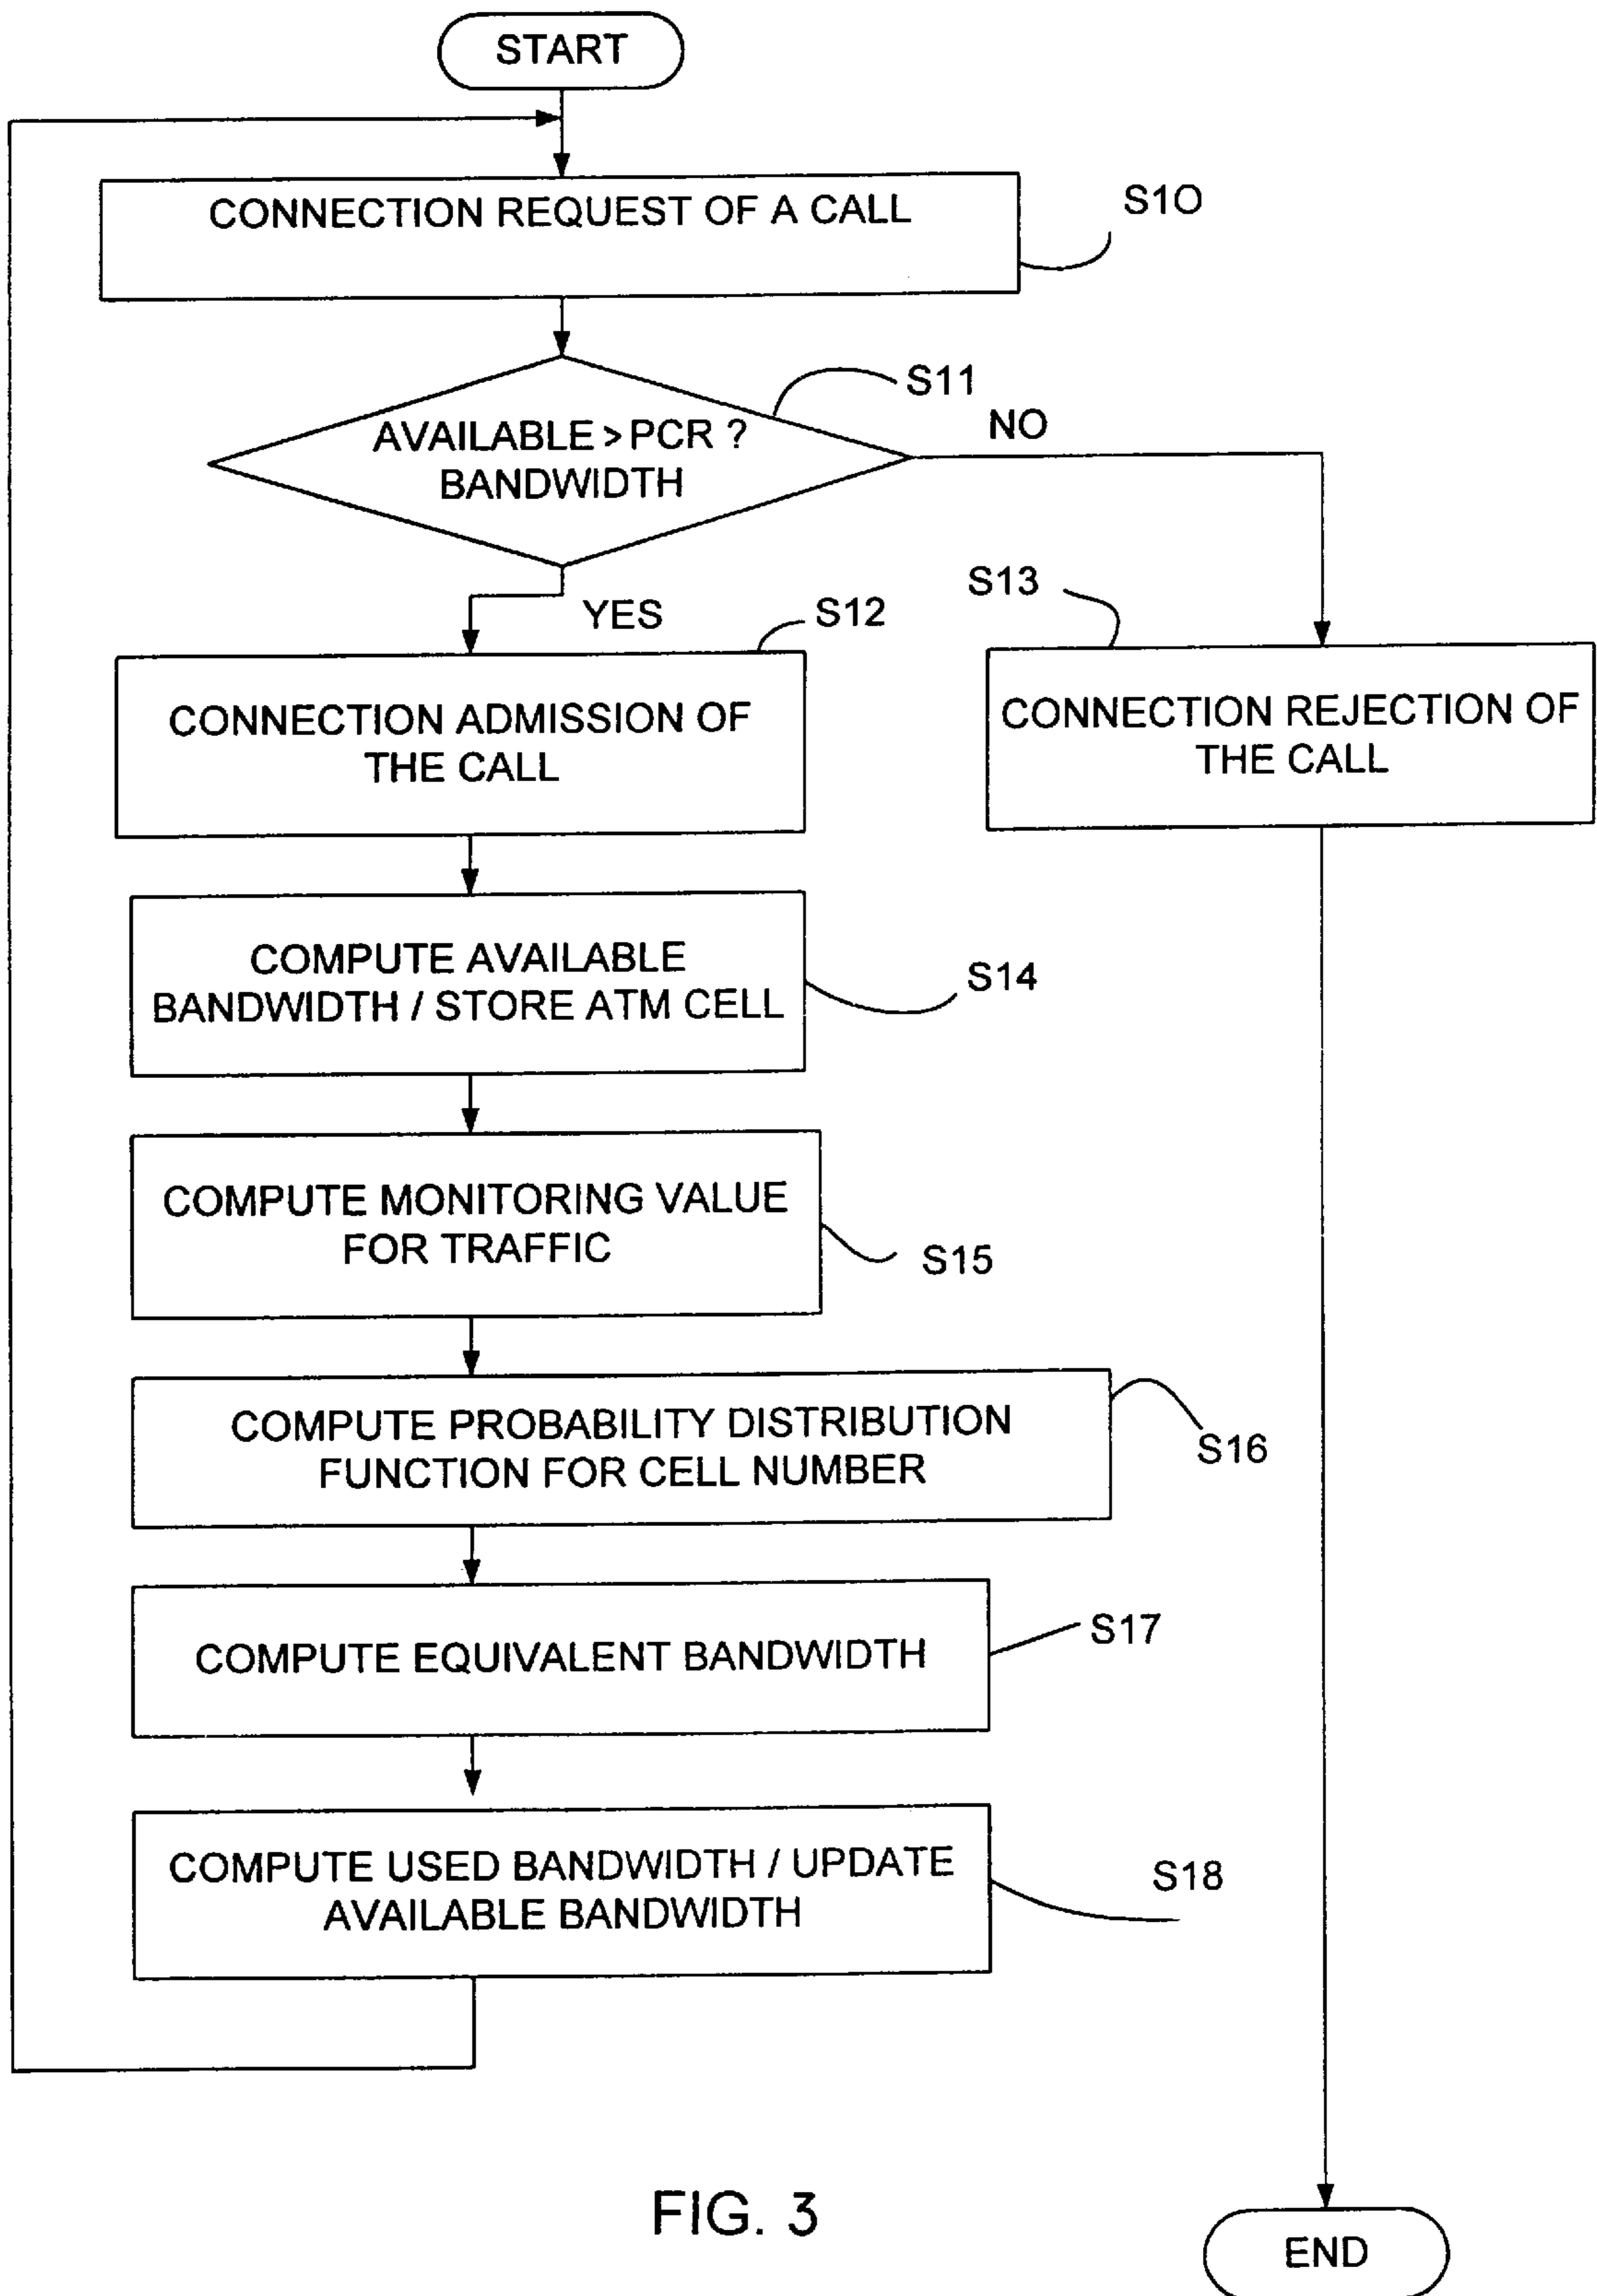 START
CONNECTION REQUEST OF A CALL
S10
S11
AVAILABLE > PCR ?
BANDWIDTH
NO
YES
S12
S13
CONNECTION ADMISSION OF
THE CALL
CONNECTION REJECTION OF
THE CALL
COMPUTE AVAILABLE
BANDWIDTH / STORE ATM CELL
S14
COMPUTE MONITORING VALUE
FOR TRAFFIC
S15
COMPUTE PROBABILITY DISTRIBUTION
FUNCTION FOR CELL NUMBER
S16
COMPUTE EQUIVALENT BANDWIDTH
S17
COMPUTE USED BANDWIDTH / UPDATE
AVAILABLE BANDWIDTH
S18
FIG. 3
END